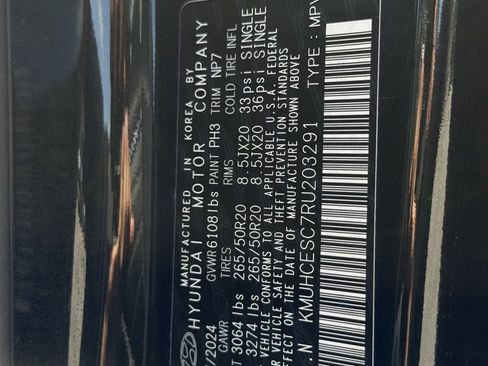 MANUFACTURED IN KOREA BY
HYUNDAI MOTOR COMPANY
/2024 GVWR 6108 lbs PAINT PH3 TRIM NP7
GAWR TIRES RIMS COLD TIRE INFL
T 3064 lbs 265/50R20 8.5JX20 33psi SINGLE
3274 lbs 265/50R20 8.5JX20 36psi SINGLE
VEHICLE CONFORMS TO ALL APPLICABLE U.S.A. FEDERAL
VEHICLE SAFETY AND THEFT PREVENTION STANDARDS
EFFECT ON THE DATE OF MANUFACTURE SHOWN ABOVE
.N KMUHCESC7RU203291 TYPE : MPV